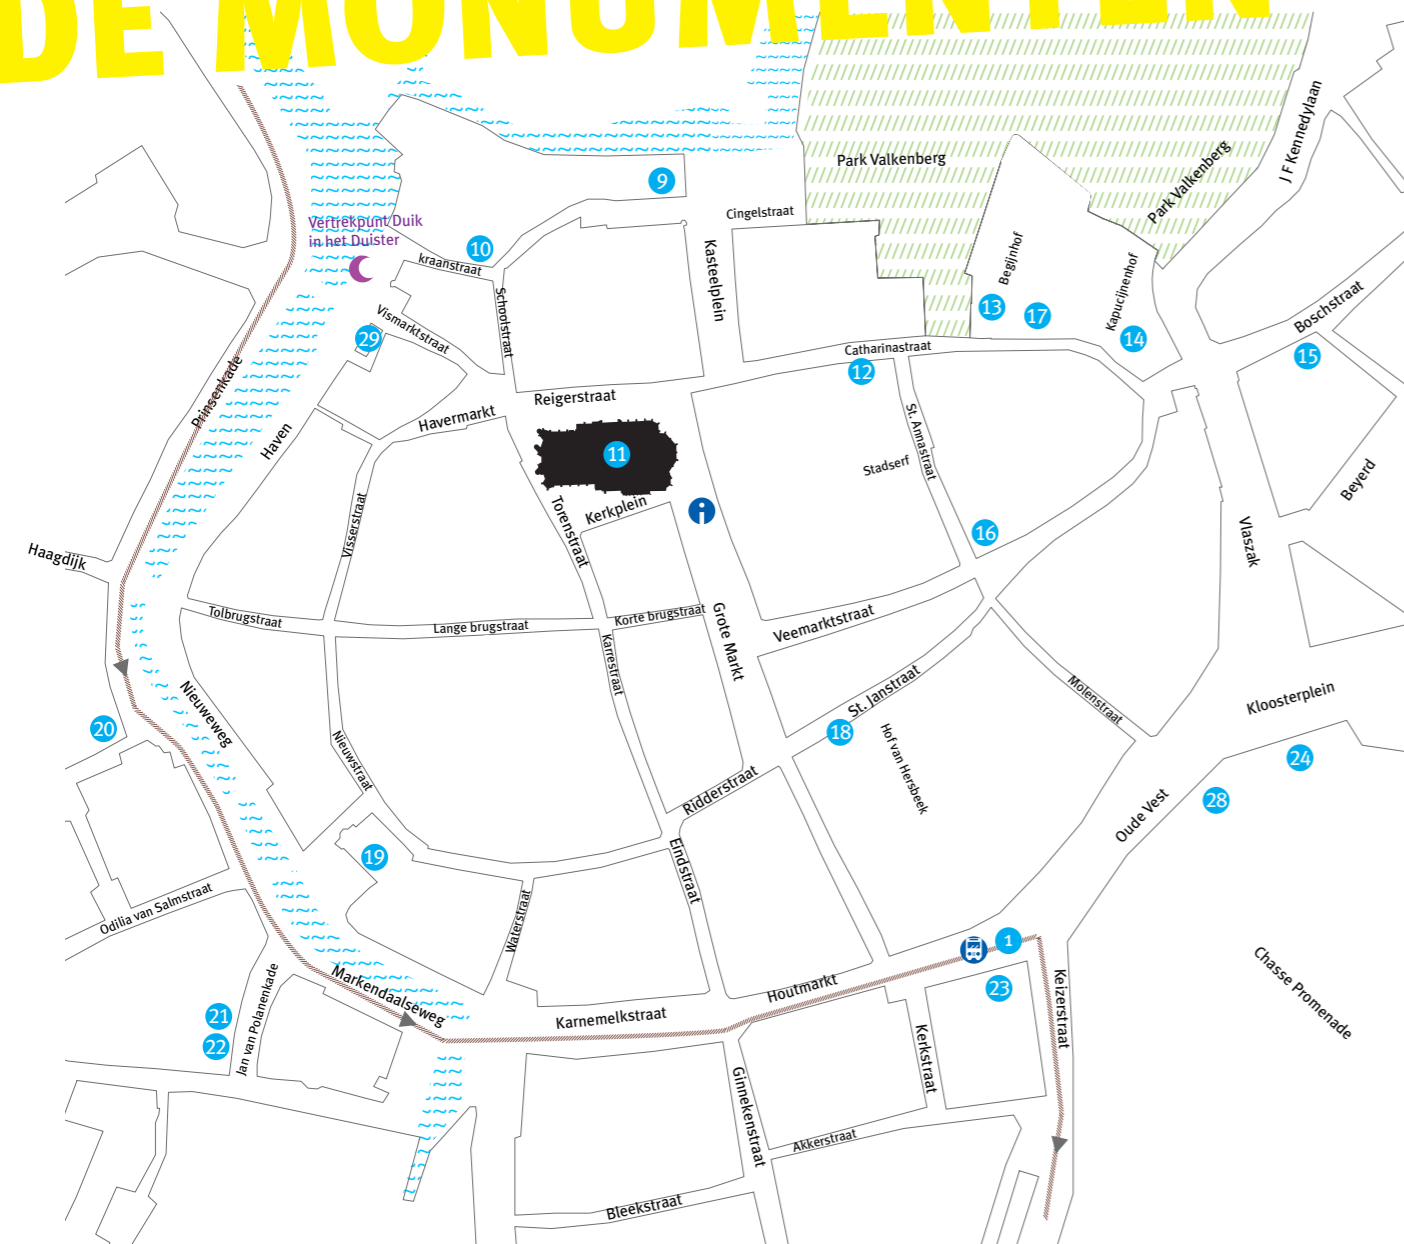 DE MONUMENTEN
Park Valkenberg
Park Valkenberg
J F Kennedylaan
9
Cingelstraat
Vertrekpunt Duik
in het Duister
10
kraanstraat
Kasteelplein
Begijnhof
Kapucijnenhof
13
17
14
Boschstraat
15
Schoolstraat
Vismarktstraat
29
Catharinastraat
12
Prinsenkade
Reigerstraat
Havermarkt
Haven
11
St. Annastraat
Stadserf
Beyerd
Kerkplein
Torenstraat
Visserstraat
16
Vlaszak
Haagdijk
Tolbrugstraat
Lange brugstraat
Korte brugstraat
Grote Markt
Veemarktstraat
Karrestraat
St. Janstraat
Molenstraat
Kloosterplein
20
Nieuweweg
18
Hof van Hersbeek
24
Nieuwstraat
Ridderstraat
28
Oude Vest
19
Eindstraat
Odilia van Salmstraat
Waterstraat
1
Chasse Promenade
Markendaalseweg
Houtmarkt
23
Keizerstraat
Karnemelkstraat
21
22
Jan van Polanenkade
Kerkstraat
Ginnekenstraat
Akkerstraat
Bleekstraat